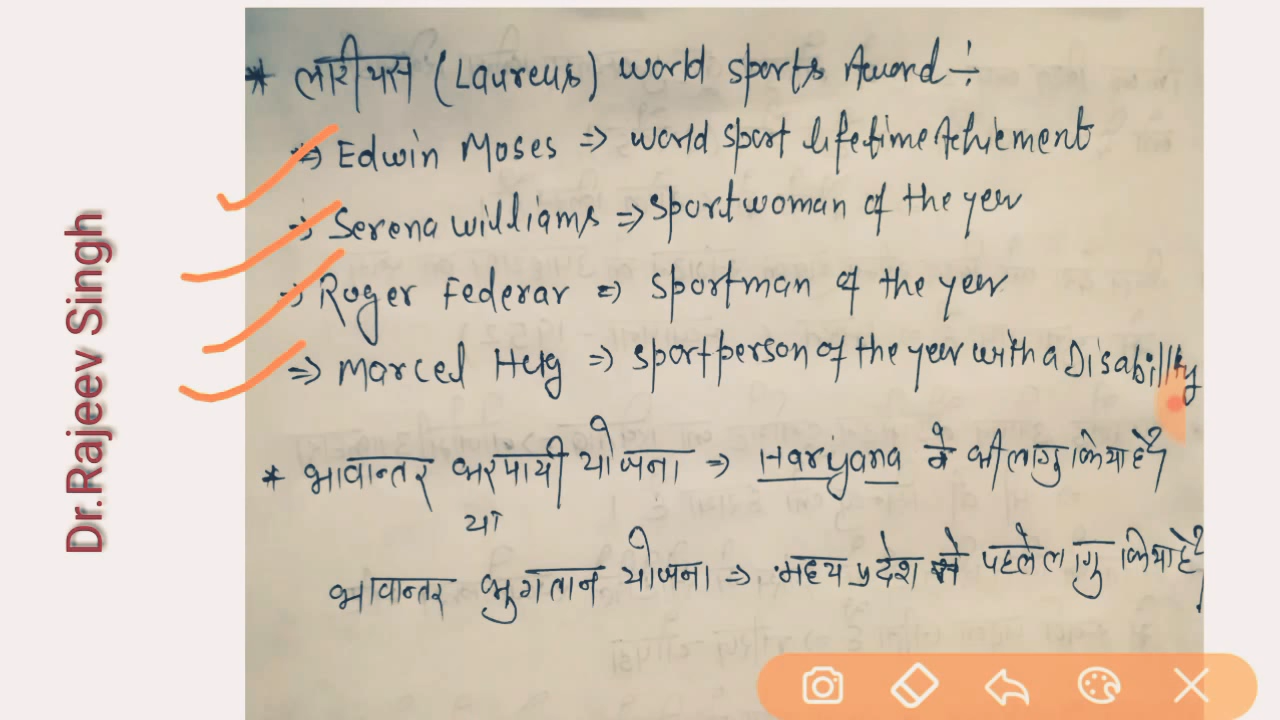 Dr.Rajeev Singh
* लारीयस (Laureus) world sports Award ÷
⇒ Edwin Moses ⇒ world sport lifetime Achiement
⇒ Serena williams ⇒ sportwoman of the year
⇒ Roger Federar ⇒ sportman of the year
⇒ Marcel Hug ⇒ sportperson of the year with a Disability
* भावान्तर भरपायी योजना ⇒ Haryana ने भी लागु किया है?
या
भावान्तर भुगतान योजना ⇒ मध्य प्रदेश ने पहले लागु किया है?